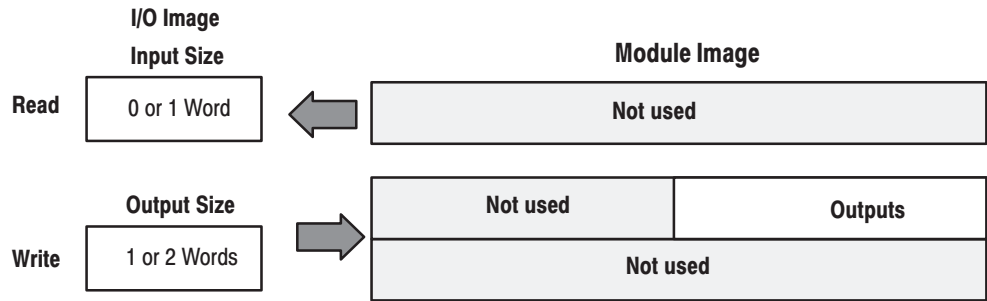 I/O Image
Input Size
Module Image
Read
0 or 1 Word
Not used
Output Size
Not used
Outputs
Write
1 or 2 Words
Not used